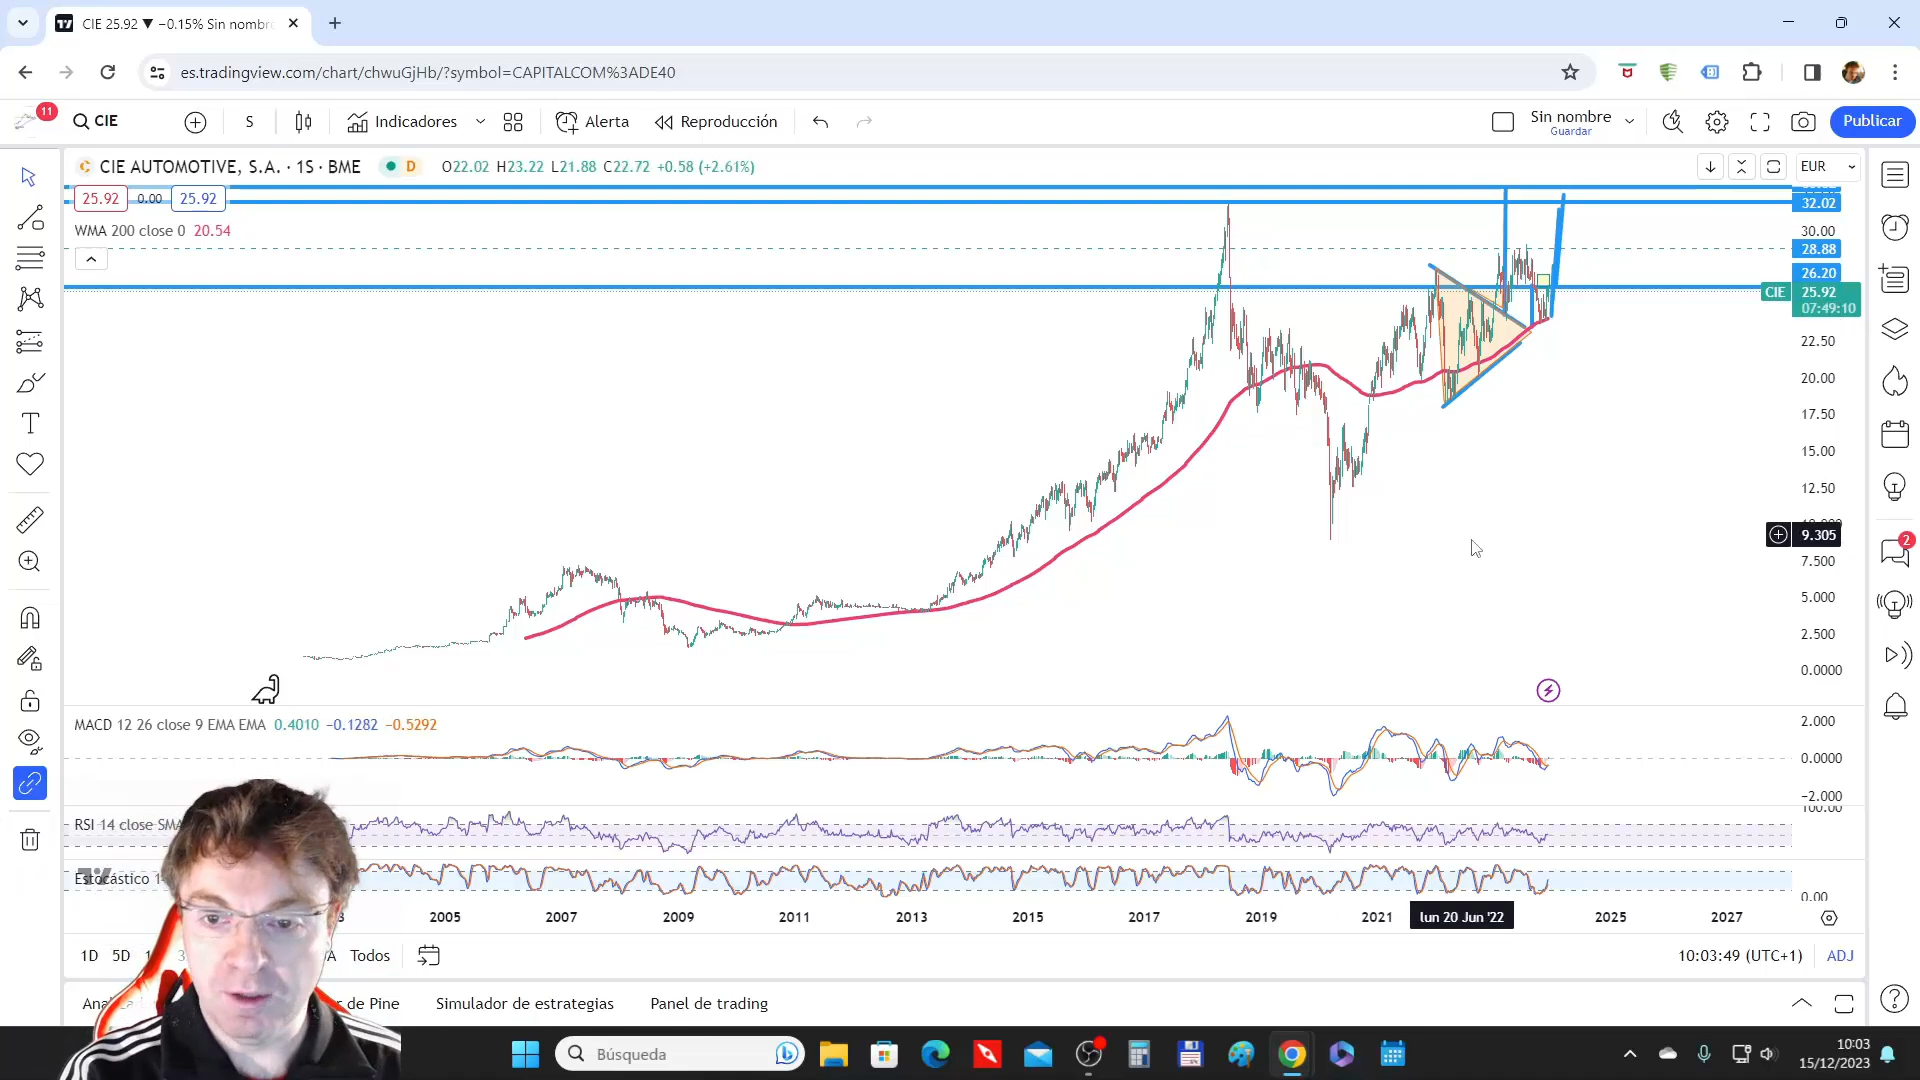 CIE 25.92 ▼ −0.15% Sin nombre
es.tradingview.com/chart/chwuGjHb/?symbol=CAPITALCOM%3ADE40
11
CIE
S
Indicadores
Alerta
Reproducción
Sin nombre
Guardar
Publicar
CIE AUTOMOTIVE, S.A. · 1S · BME
D
O22.02 H23.22 L21.88 C22.72 +0.58 (+2.61%)
EUR
25.92
0.00
25.92
WMA 200 close 0 20.54
32.02
30.00
28.88
26.20
CIE
25.92
07:49:10
22.50
20.00
17.50
15.00
12.50
9.305
7.500
5.000
2.500
0.0000
2
MACD 12 26 close 9 EMA EMA 0.4010 −0.1282 −0.5292
2.000
0.0000
−2.000
100.00
RSI 14 close SMA
Estocástico 1
0.00
2005
2007
2009
2011
2013
2015
2017
2019
2021
lun 20 Jun '22
2025
2027
1D
5D
Todos
10:03:49 (UTC+1)
ADJ
de Pine
Simulador de estrategias
Panel de trading
Búsqueda
10:03
15/12/2023